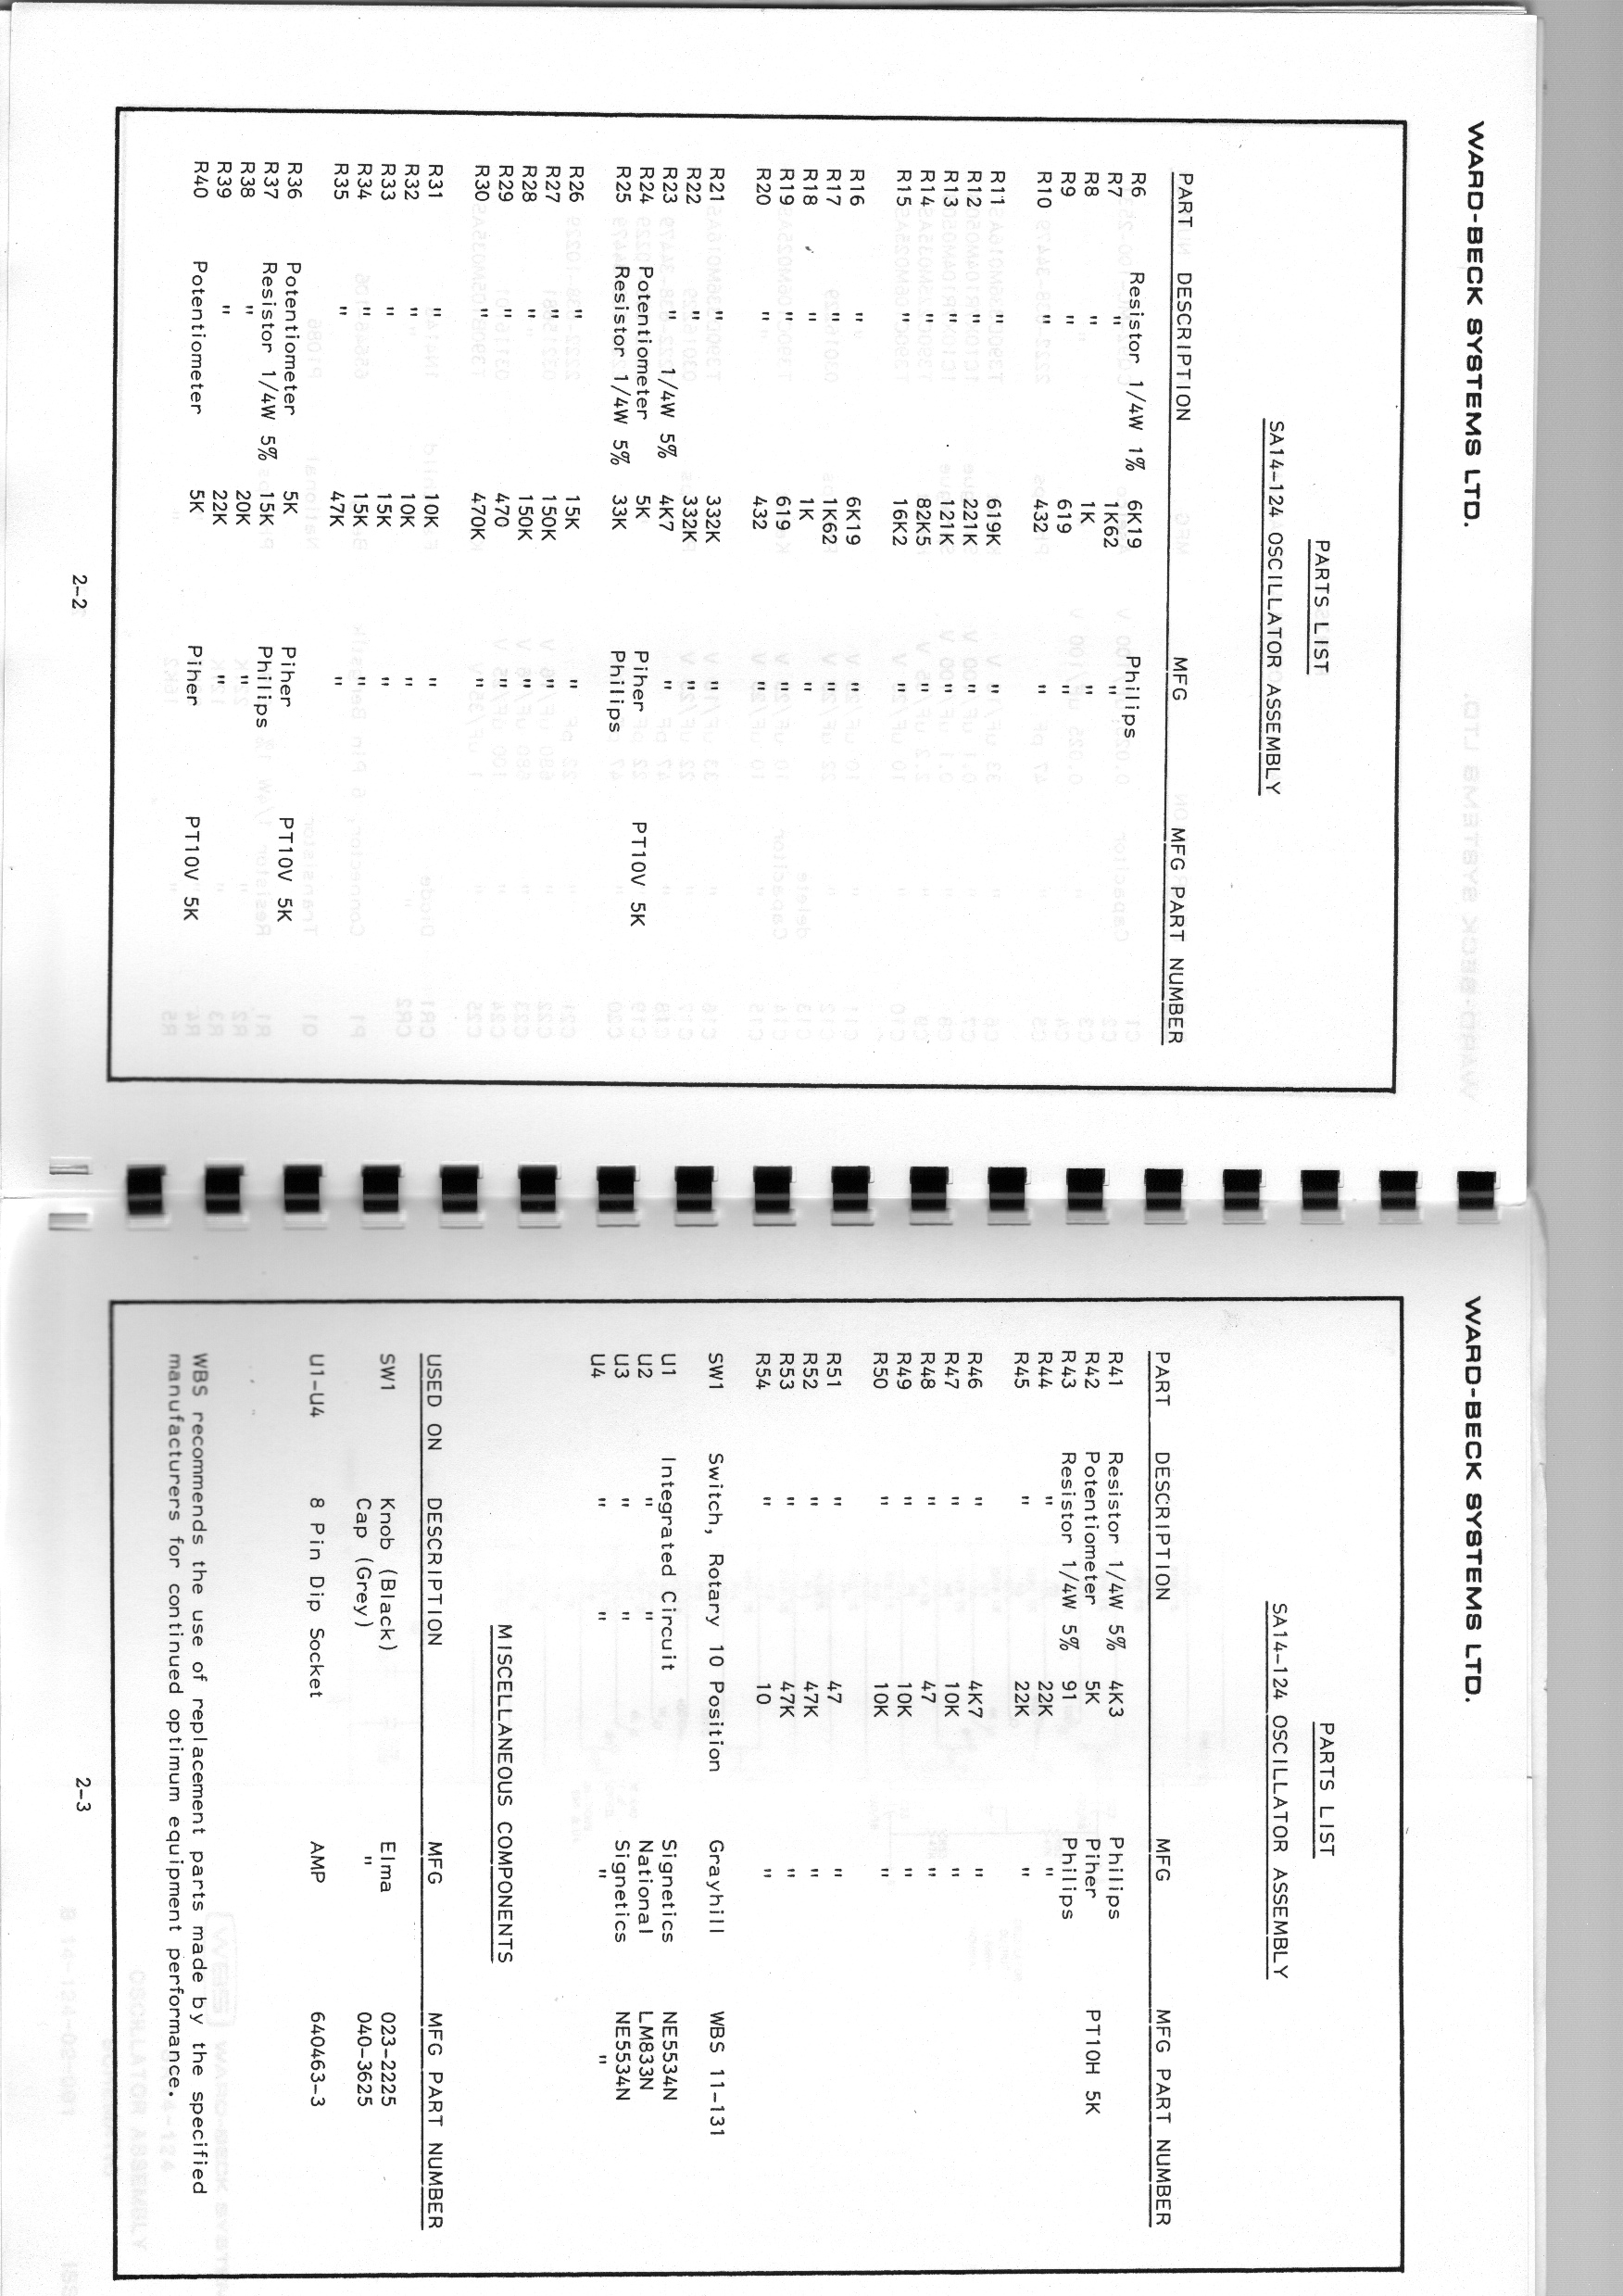 WARD-BECK SYSTEMS LTD.
PARTS LIST
SA14-124 OSCILLATOR ASSEMBLY
PART DESCRIPTION MFG MFG PART NUMBER
R6 Resistor 1/4W 1% 6K19 Philips
R7 " 1K62 "
R8 " 1K "
R9 " 619 "
R10 " 432 "
R11 " 619K "
R12 " 221K "
R13 " 121K "
R14 " 82K5 "
R15 " 16K2 "
R16 " 6K19 "
R17 " 1K62 "
R18 " 1K "
R19 " 619 "
R20 " 432 "
R21 " 332K "
R22 " 332K "
R23 " 1/4W 5% 4K7 "
R24 Potentiometer 5K Piher PT10V 5K
R25 Resistor 1/4W 5% 33K Philips
R26 " 15K "
R27 " 150K "
R28 " 150K "
R29 " 470 "
R30 " 470K "
R31 " 10K "
R32 " 10K "
R33 " 15K "
R34 " 15K "
R35 " 47K "
R36 Potentiometer 5K Piher PT10V 5K
R37 Resistor 1/4W 5% 15K Philips
R38 " 20K "
R39 " 22K "
R40 Potentiometer 5K Piher PT10V 5K
2-2
WARD-BECK SYSTEMS LTD.
PARTS LIST
SA14-124 OSCILLATOR ASSEMBLY
PART DESCRIPTION MFG MFG PART NUMBER
R41 Resistor 1/4W 5% 4K3 Philips
R42 Potentiometer 5K Piher PT10H 5K
R43 Resistor 1/4W 5% 91 Philips
R44 " 22K "
R45 " 22K "
R46 " 4K7 "
R47 " 10K "
R48 " 47 "
R49 " 10K "
R50 " 10K "
R51 " 47 "
R52 " 47K "
R53 " 47K "
R54 " 10 "
SW1 Switch, Rotary 10 Position Grayhill WBS 11-131
U1 Integrated Circuit Signetics NE5534N
U2 " " National LM833N
U3 " " Signetics NE5534N
U4 " " " "
MISCELLANEOUS COMPONENTS
USED ON DESCRIPTION MFG MFG PART NUMBER
SW1 Knob (Black) Elma 023-2225
Cap (Grey) " 040-3625
U1-U4 8 Pin Dip Socket AMP 640463-3
WBS recommends the use of replacement parts made by the specified
manufacturers for continued optimum equipment performance.
2-3